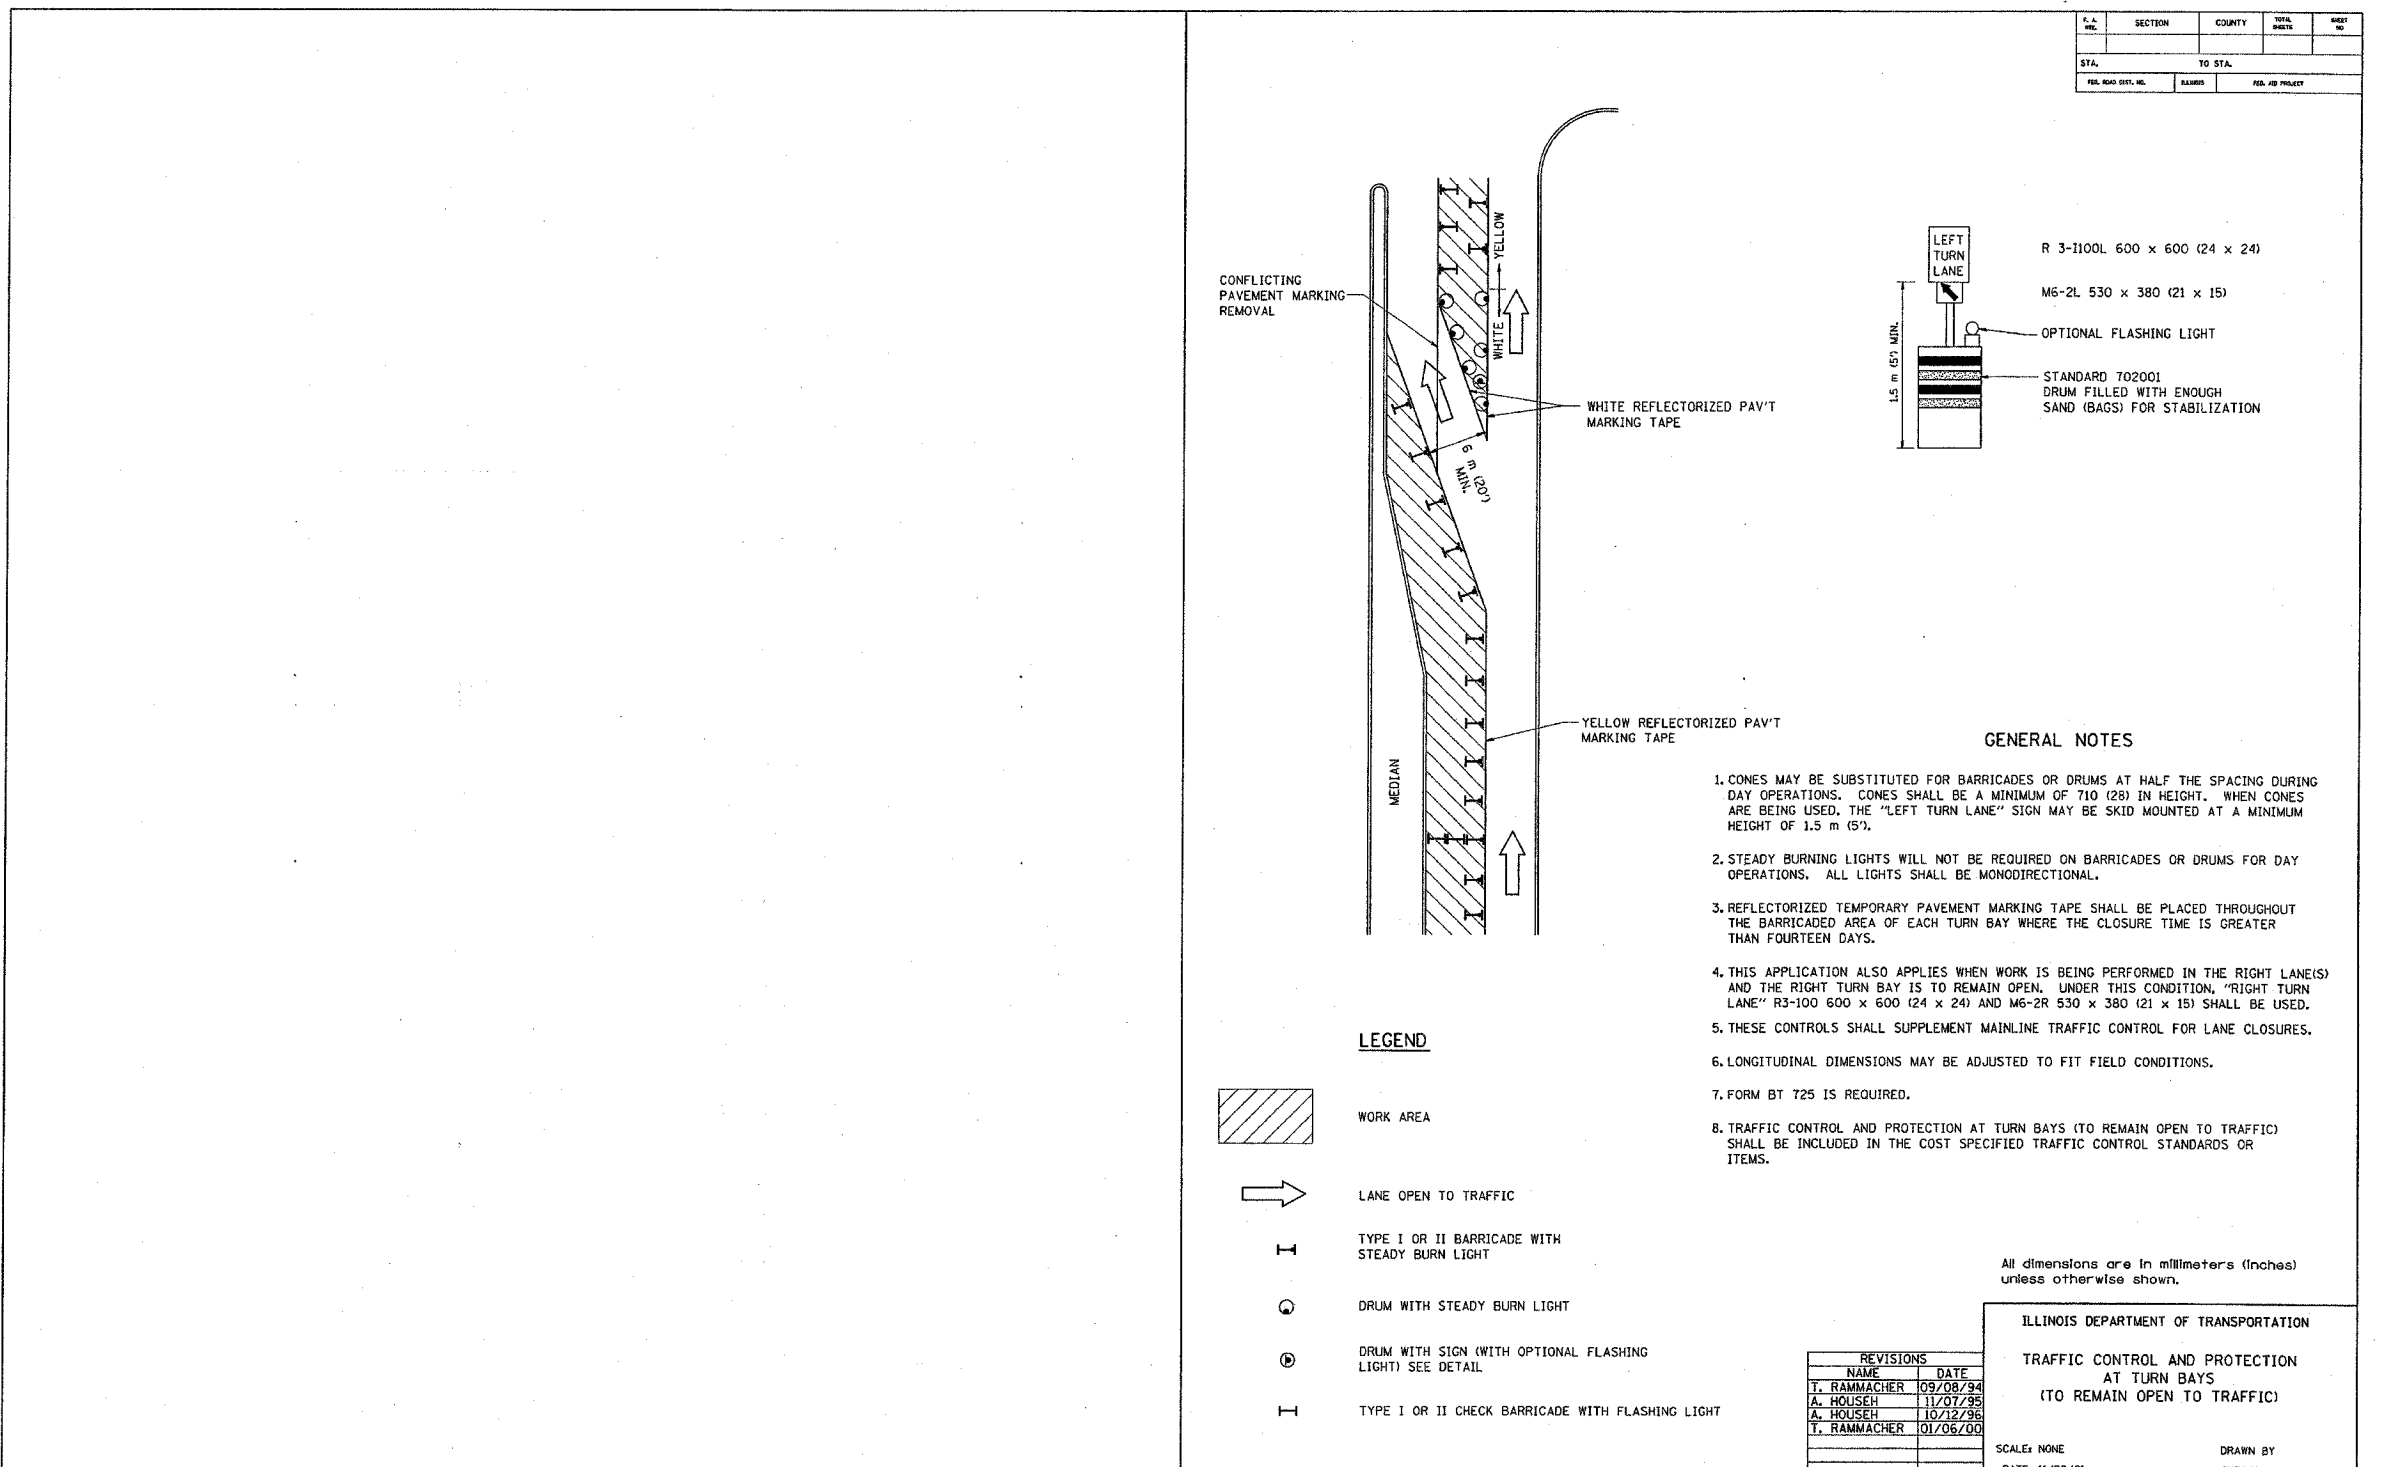 F. A. RTE. SECTION COUNTY TOTAL SHEETS SHEET NO
STA. TO STA.
FED. ROAD DIST. NO. ILLINOIS FED. AID PROJECT
YELLOW
WHITE
CONFLICTING
PAVEMENT MARKING
REMOVAL
LEFT
TURN
LANE
R 3-I100L 600 x 600 (24 x 24)
M6-2L 530 x 380 (21 x 15)
OPTIONAL FLASHING LIGHT
1.5 m (5') MIN.
STANDARD 702001
DRUM FILLED WITH ENOUGH
SAND (BAGS) FOR STABILIZATION
WHITE REFLECTORIZED PAV'T
MARKING TAPE
6 m (20')
MIN.
YELLOW REFLECTORIZED PAV'T
MARKING TAPE
MEDIAN
GENERAL NOTES
1. CONES MAY BE SUBSTITUTED FOR BARRICADES OR DRUMS AT HALF THE SPACING DURING
DAY OPERATIONS. CONES SHALL BE A MINIMUM OF 710 (28) IN HEIGHT. WHEN CONES
ARE BEING USED, THE "LEFT TURN LANE" SIGN MAY BE SKID MOUNTED AT A MINIMUM
HEIGHT OF 1.5 m (5').
2. STEADY BURNING LIGHTS WILL NOT BE REQUIRED ON BARRICADES OR DRUMS FOR DAY
OPERATIONS. ALL LIGHTS SHALL BE MONODIRECTIONAL.
3. REFLECTORIZED TEMPORARY PAVEMENT MARKING TAPE SHALL BE PLACED THROUGHOUT
THE BARRICADED AREA OF EACH TURN BAY WHERE THE CLOSURE TIME IS GREATER
THAN FOURTEEN DAYS.
4. THIS APPLICATION ALSO APPLIES WHEN WORK IS BEING PERFORMED IN THE RIGHT LANE(S)
AND THE RIGHT TURN BAY IS TO REMAIN OPEN. UNDER THIS CONDITION, "RIGHT TURN
LANE" R3-100 600 x 600 (24 x 24) AND M6-2R 530 x 380 (21 x 15) SHALL BE USED.
5. THESE CONTROLS SHALL SUPPLEMENT MAINLINE TRAFFIC CONTROL FOR LANE CLOSURES.
6. LONGITUDINAL DIMENSIONS MAY BE ADJUSTED TO FIT FIELD CONDITIONS.
7. FORM BT 725 IS REQUIRED.
8. TRAFFIC CONTROL AND PROTECTION AT TURN BAYS (TO REMAIN OPEN TO TRAFFIC)
SHALL BE INCLUDED IN THE COST SPECIFIED TRAFFIC CONTROL STANDARDS OR
ITEMS.
LEGEND
WORK AREA
LANE OPEN TO TRAFFIC
TYPE I OR II BARRICADE WITH
STEADY BURN LIGHT
DRUM WITH STEADY BURN LIGHT
DRUM WITH SIGN (WITH OPTIONAL FLASHING
LIGHT) SEE DETAIL
TYPE I OR II CHECK BARRICADE WITH FLASHING LIGHT
All dimensions are in millimeters (inches)
unless otherwise shown.
REVISIONS
NAME DATE
T. RAMMACHER 09/08/94
A. HOUSEH 11/07/95
A. HOUSEH 10/12/96
T. RAMMACHER 01/06/00
ILLINOIS DEPARTMENT OF TRANSPORTATION
TRAFFIC CONTROL AND PROTECTION
AT TURN BAYS
(TO REMAIN OPEN TO TRAFFIC)
SCALE: NONE DRAWN BY